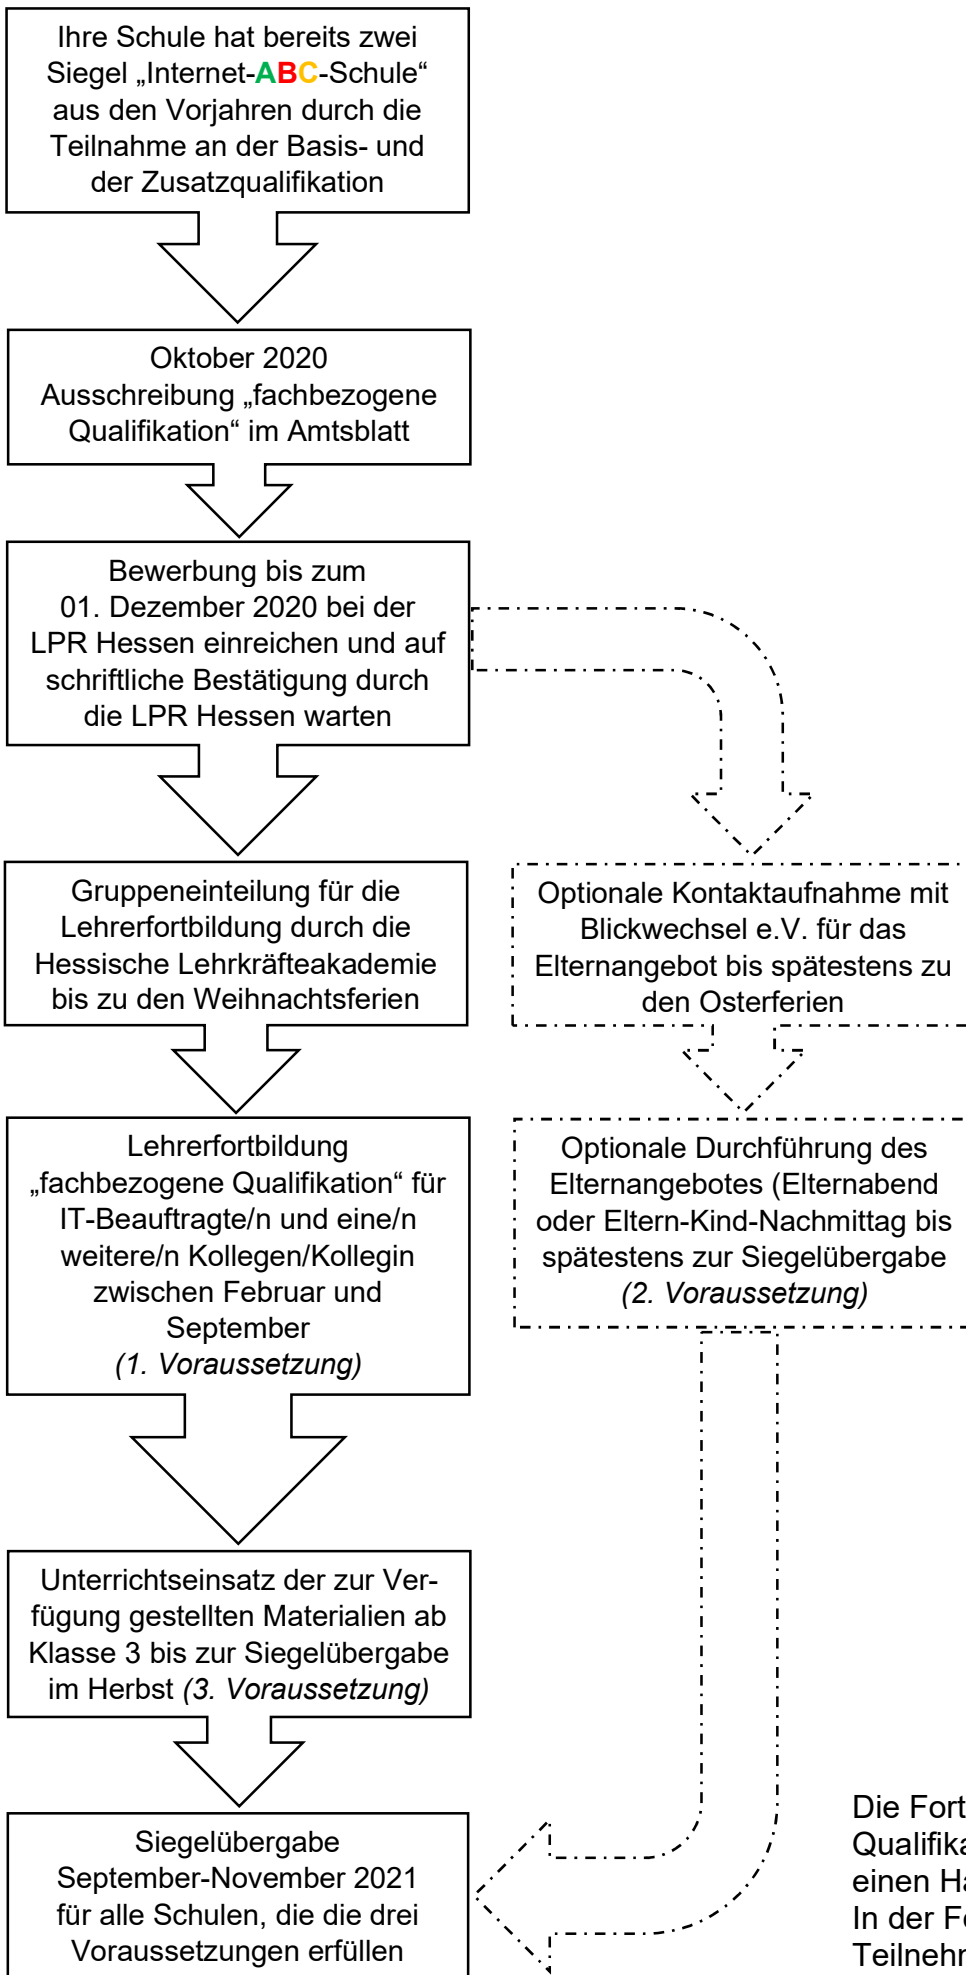 Ihre Schule hat bereits zwei
Siegel „Internet-ABC-Schule“
aus den Vorjahren durch die
Teilnahme an der Basis- und
der Zusatzqualifikation
Oktober 2020
Ausschreibung „fachbezogene
Qualifikation“ im Amtsblatt
Bewerbung bis zum
01. Dezember 2020 bei der
LPR Hessen einreichen und auf
schriftliche Bestätigung durch
die LPR Hessen warten
Gruppeneinteilung für die
Lehrerfortbildung durch die
Hessische Lehrkräfteakademie
bis zu den Weihnachtsferien
Optionale Kontaktaufnahme mit
Blickwechsel e.V. für das
Elternangebot bis spätestens zu
den Osterferien
Lehrerfortbildung
„fachbezogene Qualifikation“ für
IT-Beauftragte/n und eine/n
weitere/n Kollegen/Kollegin
zwischen Februar und
September
(1. Voraussetzung)
Optionale Durchführung des
Elternangebotes (Elternabend
oder Eltern-Kind-Nachmittag bis
spätestens zur Siegelübergabe
(2. Voraussetzung)
Unterrichtseinsatz der zur Ver-
fügung gestellten Materialien ab
Klasse 3 bis zur Siegelübergabe
im Herbst (3. Voraussetzung)
Siegelübergabe
September-November 2021
für alle Schulen, die die drei
Voraussetzungen erfüllen
Die Fort
Qualifika
einen Ha
In der Fo
Teilnehm